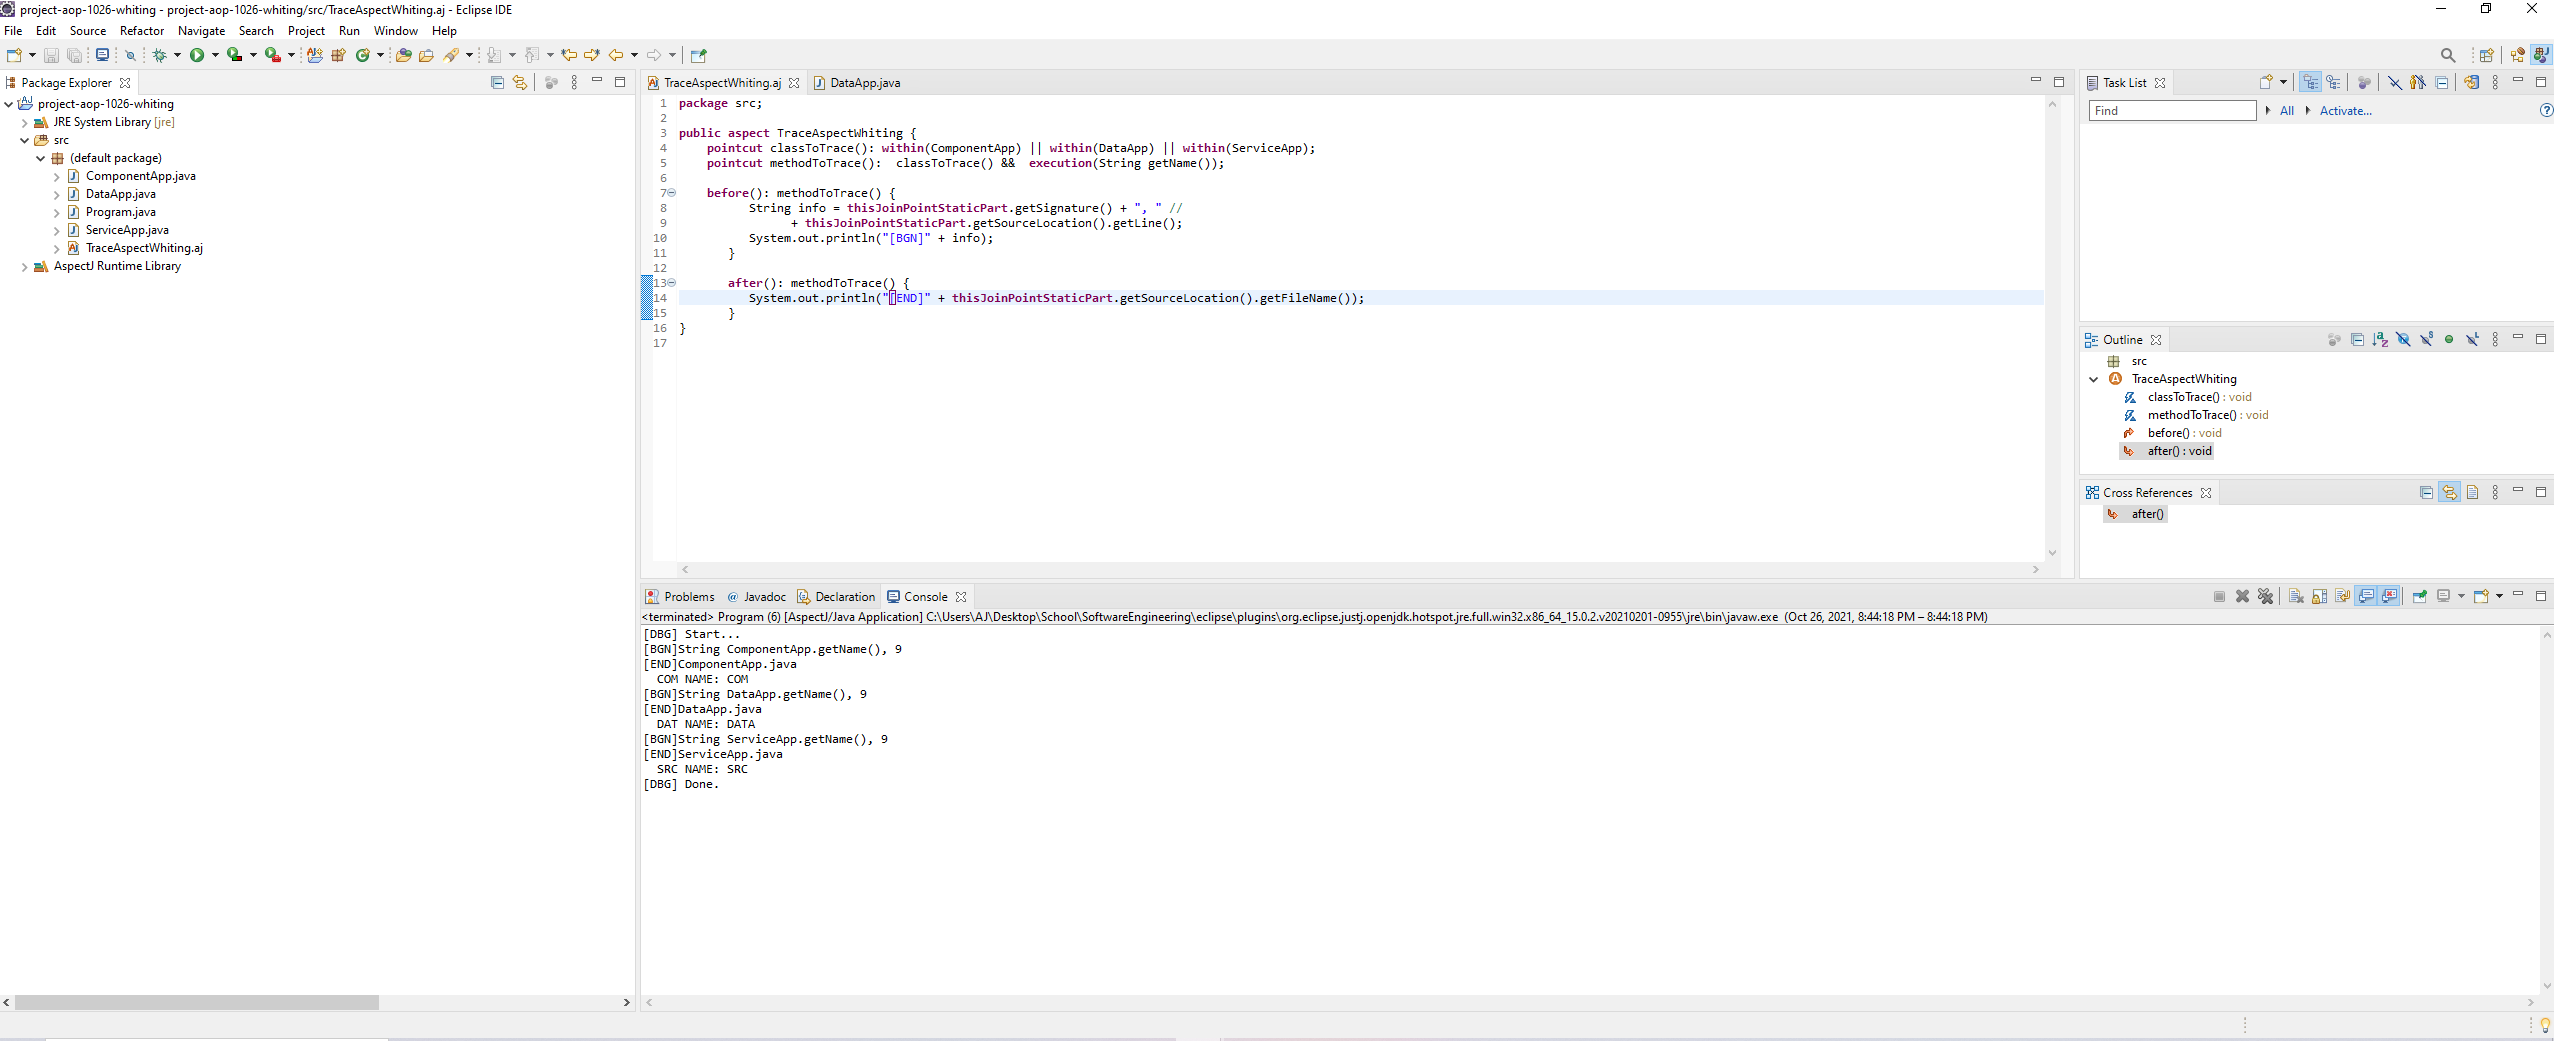 project-aop-1026-whiting - project-aop-1026-whiting/src/TraceAspectWhiting.aj - Eclipse IDE
File Edit Source Refactor Navigate Search Project Run Window Help
Package Explorer
project-aop-1026-whiting
JRE System Library [jre]
src
(default package)
ComponentApp.java
DataApp.java
Program.java
ServiceApp.java
TraceAspectWhiting.aj
AspectJ Runtime Library
TraceAspectWhiting.aj DataApp.java
1 package src;
2
3 public aspect TraceAspectWhiting {
4 pointcut classToTrace(): within(ComponentApp) || within(DataApp) || within(ServiceApp);
5 pointcut methodToTrace(): classToTrace() && execution(String getName());
6
7 before(): methodToTrace() {
8 String info = thisJoinPointStaticPart.getSignature() + ", " //
9 + thisJoinPointStaticPart.getSourceLocation().getLine();
10 System.out.println("[BGN]" + info);
11 }
12
13 after(): methodToTrace() {
14 System.out.println("[END]" + thisJoinPointStaticPart.getSourceLocation().getFileName());
15 }
16 }
17
Task List
Find All Activate...
Outline
src
TraceAspectWhiting
classToTrace() : void
methodToTrace() : void
before() : void
after() : void
Cross References
after()
Problems @ Javadoc Declaration Console
<terminated> Program (6) [AspectJ/Java Application] C:\Users\AJ\Desktop\School\SoftwareEngineering\eclipse\plugins\org.eclipse.justj.openjdk.hotspot.jre.full.win32.x86_64_15.0.2.v20210201-0955\jre\bin\javaw.exe (Oct 26, 2021, 8:44:18 PM – 8:44:18 PM)
[DBG] Start...
[BGN]String ComponentApp.getName(), 9
[END]ComponentApp.java
COM NAME: COM
[BGN]String DataApp.getName(), 9
[END]DataApp.java
DAT NAME: DATA
[BGN]String ServiceApp.getName(), 9
[END]ServiceApp.java
SRC NAME: SRC
[DBG] Done.